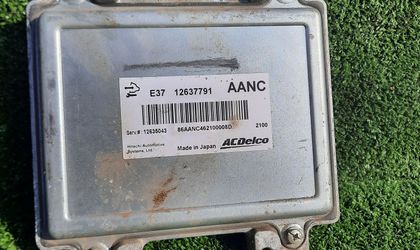 E37 12637791 AANC
Serv.# 12635043 86AANC462100008D 2100
Hitachi Automotive
Systems, Ltd. Made in Japan ACDelco